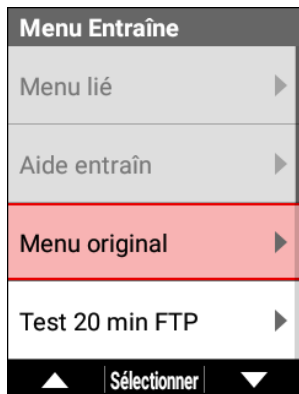 Menu Entraîne
Menu lié
Aide entraîn
Menu original
Test 20 min FTP
Sélectionner